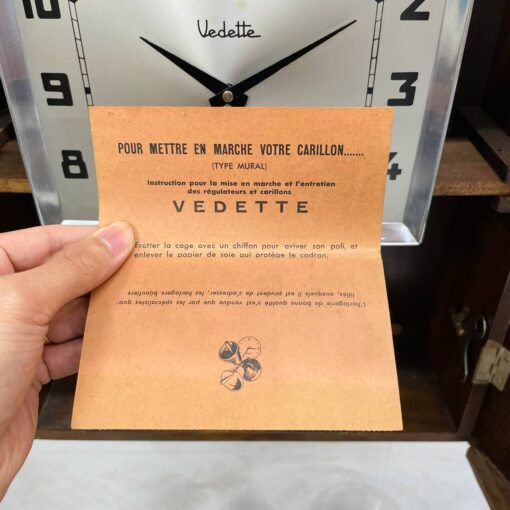 Vedette
10
2
9
3
8
4
POUR METTRE EN MARCHE VOTRE CARILLON.......
(TYPE MURAL)
Instruction pour la mise en marche et l'entretien
des régulateurs et carillons
VEDETTE
Frotter la cage avec un chiffon pour aviver son poli, et
enlever le papier de soie qui protège le cadran.
L'horlogerie de bonne qualité n'est vendue que par les spécialistes qua-
lifiés, auxquels il est prudent de s'adresser, les horlogers bijoutiers